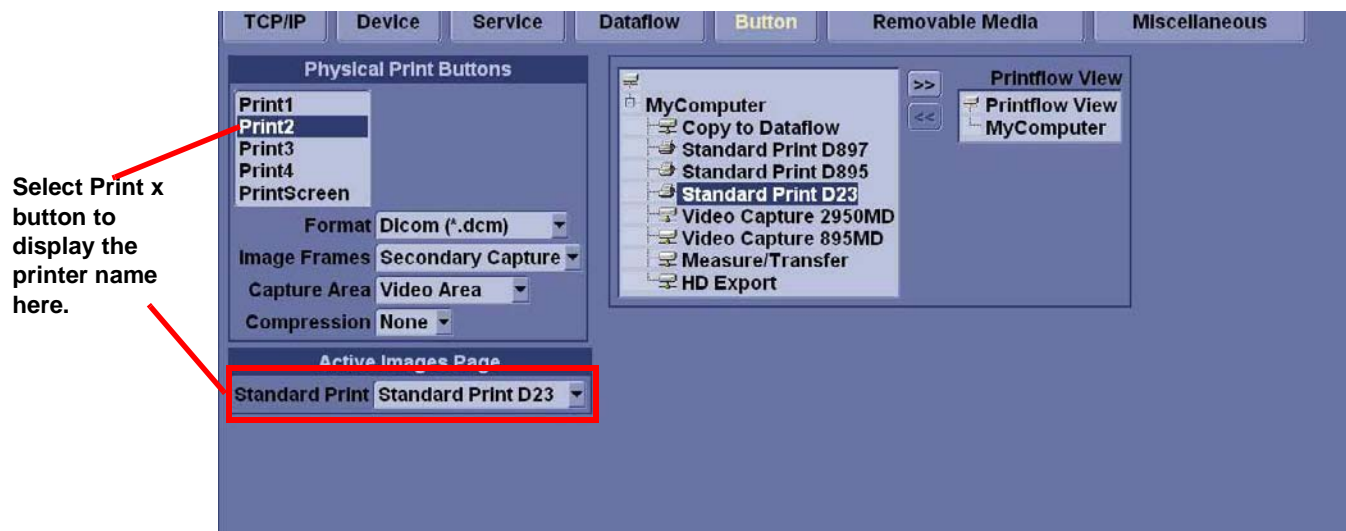 TCP/IP Device Service Dataflow Button Removable Media Miscellaneous
Physical Print Buttons
Print1
Print2
Print3
Print4
PrintScreen
Format Dicom (*.dcm)
Image Frames Secondary Capture
Capture Area Video Area
Compression None
Active Images Page
Standard Print Standard Print D23
MyComputer
Copy to Dataflow
Standard Print D897
Standard Print D895
Standard Print D23
Video Capture 2950MD
Video Capture 895MD
Measure/Transfer
HD Export
>>
<<
Printflow View
Printflow View
MyComputer
Select Print x
button to
display the
printer name
here.